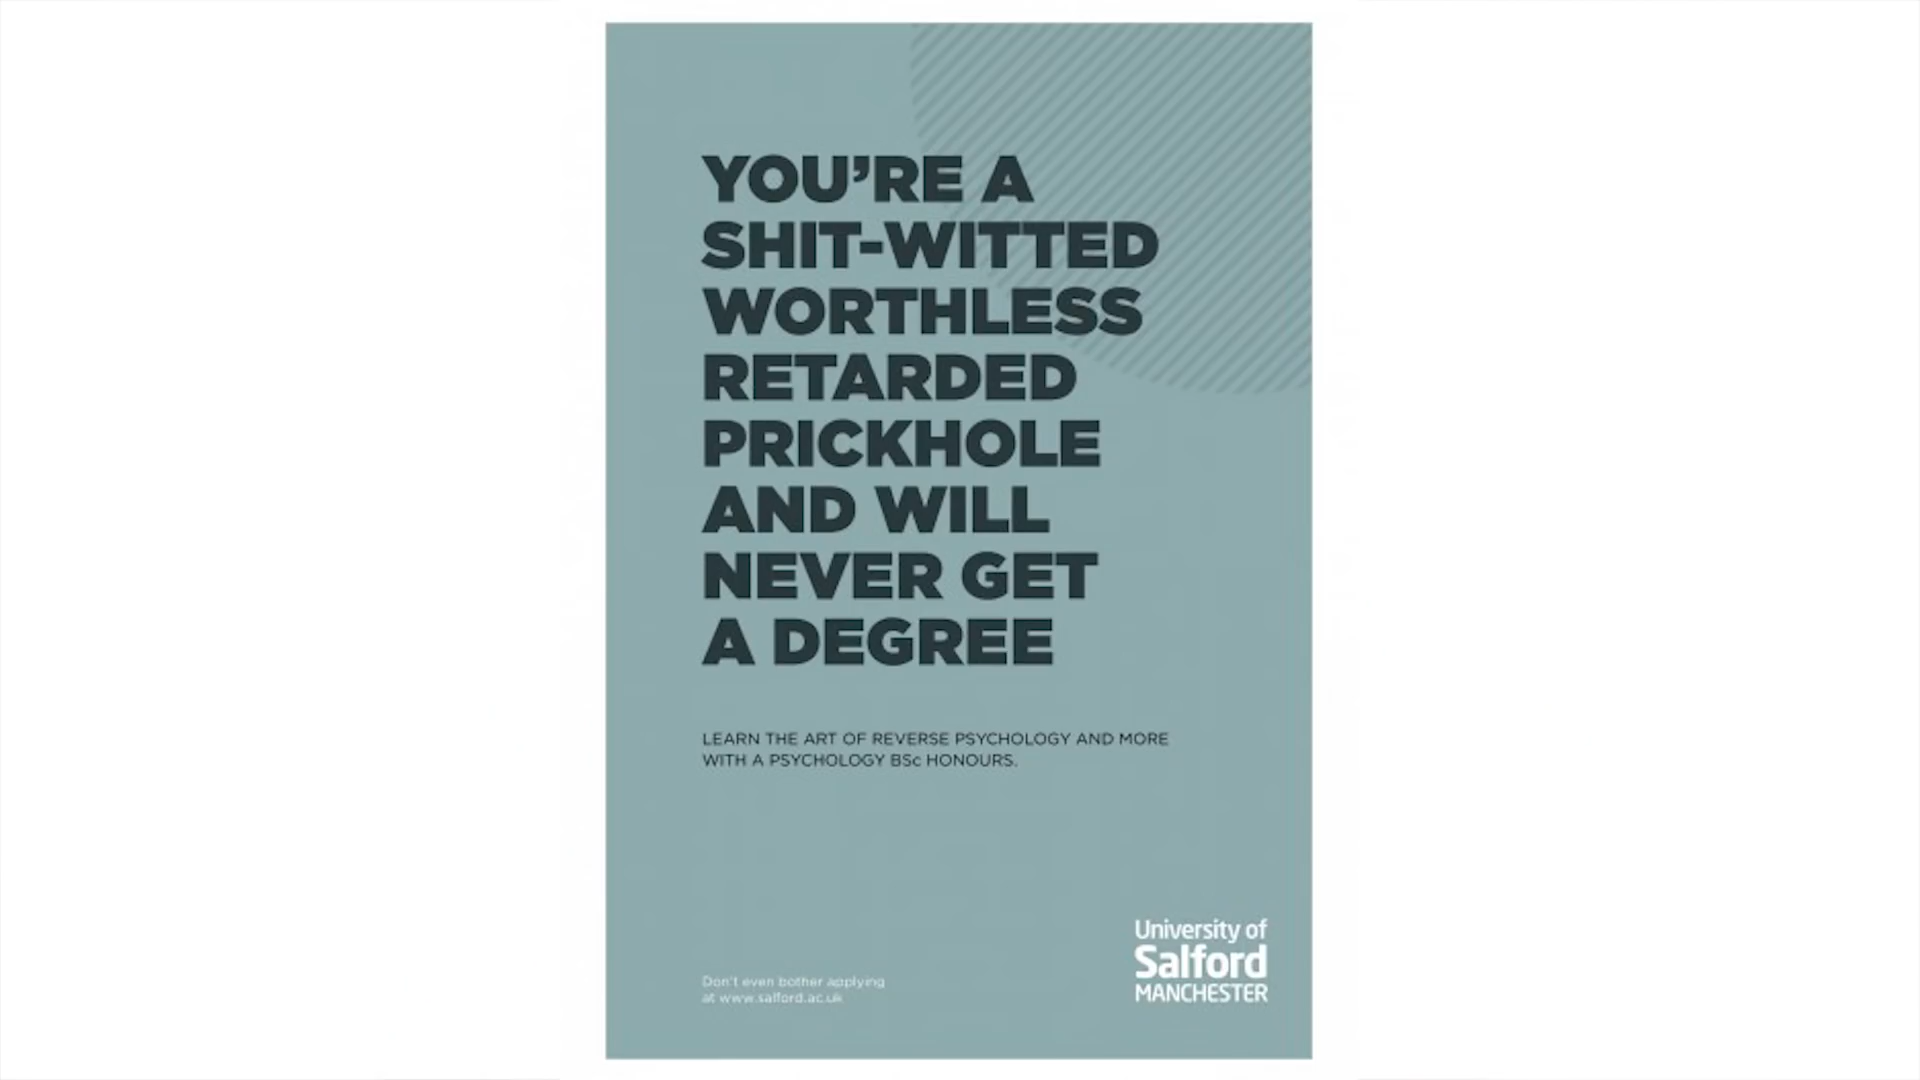 YOU'RE A
SHIT-WITTED
WORTHLESS
RETARDED
PRICKHOLE
AND WILL
NEVER GET
A DEGREE
LEARN THE ART OF REVERSE PSYCHOLOGY AND MORE
WITH A PSYCHOLOGY BSc HONOURS.
Don't even bother applying
at www.salford.ac.uk
University of
Salford
MANCHESTER